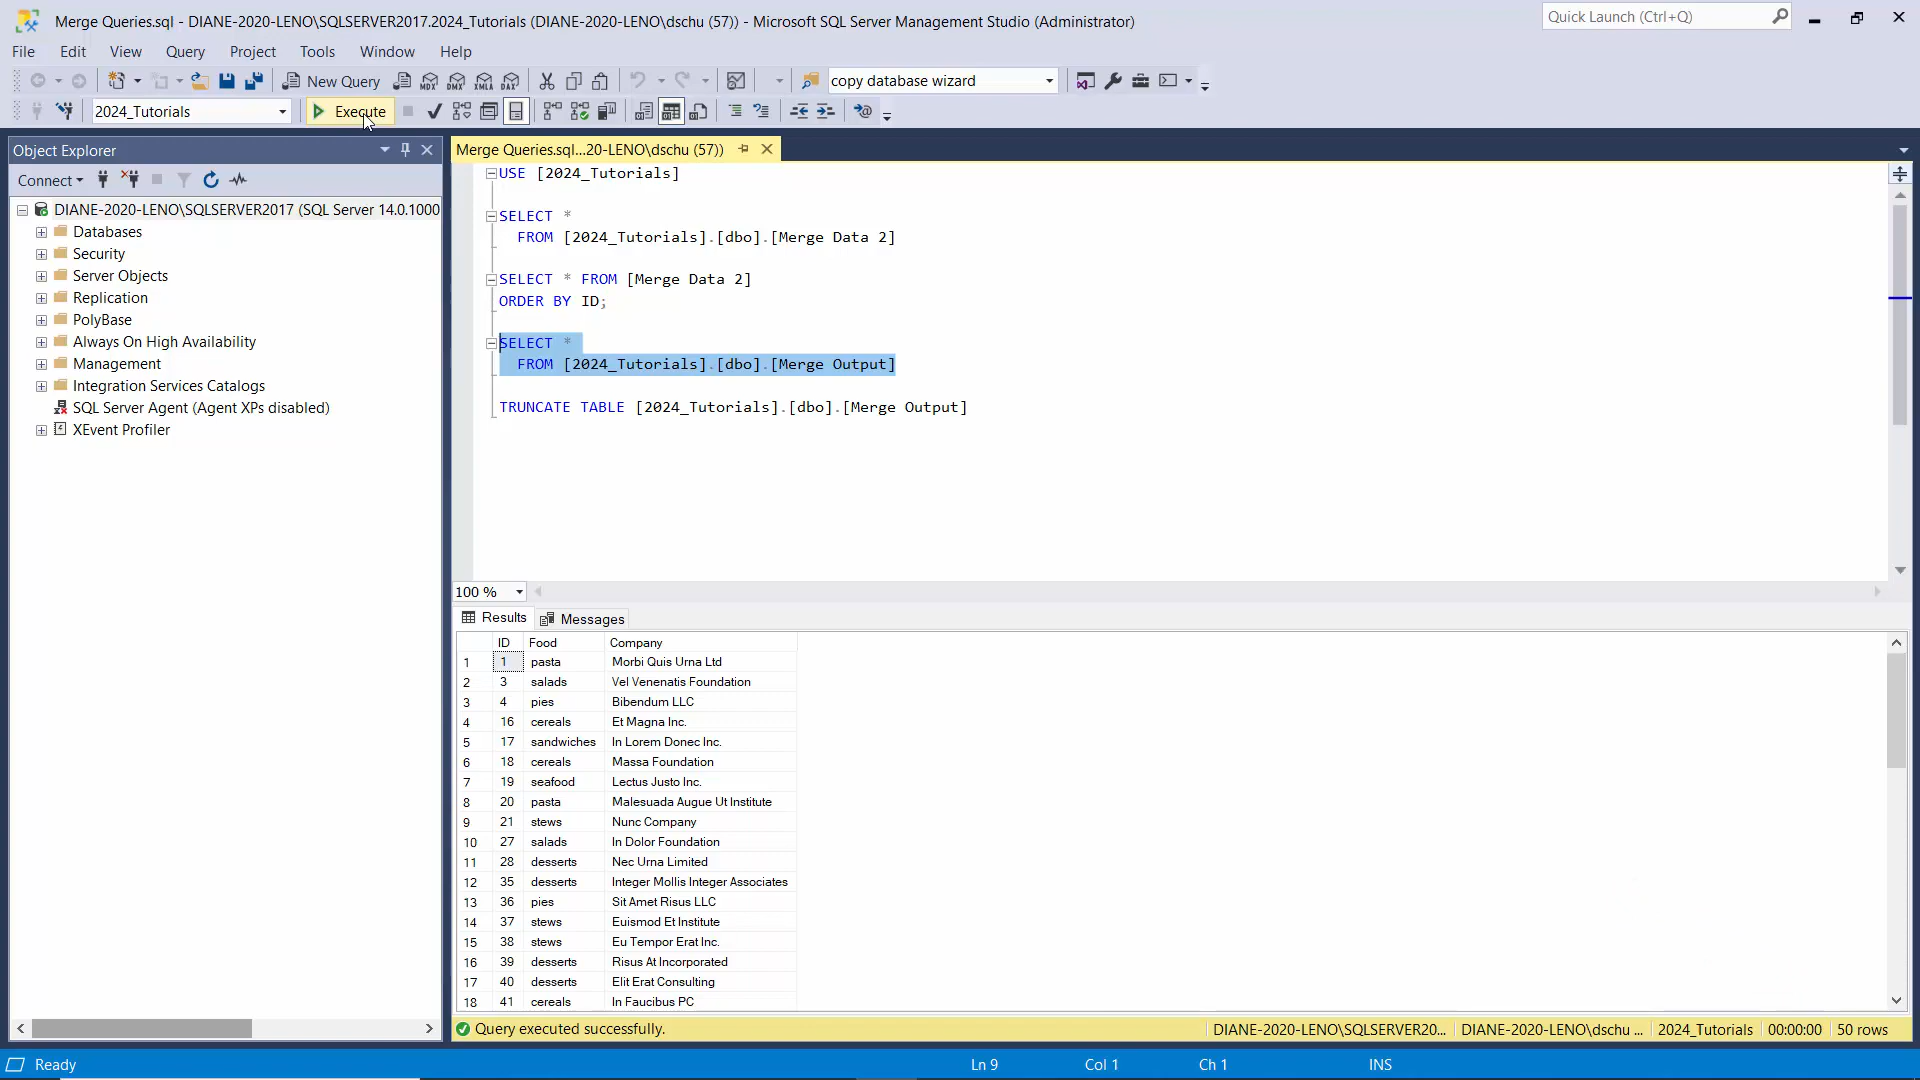 Merge Queries.sql - DIANE-2020-LENO\SQLSERVER2017.2024_Tutorials (DIANE-2020-LENO\dschu (57)) - Microsoft SQL Server Management Studio (Administrator)
Quick Launch (Ctrl+Q)
File Edit View Query Project Tools Window Help
New Query MDX DMX XMLA DAX copy database wizard
2024_Tutorials Execute
Object Explorer
Merge Queries.sql...20-LENO\dschu (57))
Connect
DIANE-2020-LENO\SQLSERVER2017 (SQL Server 14.0.1000
Databases
Security
Server Objects
Replication
PolyBase
Always On High Availability
Management
Integration Services Catalogs
SQL Server Agent (Agent XPs disabled)
XEvent Profiler
USE [2024_Tutorials]
SELECT *
FROM [2024_Tutorials].[dbo].[Merge Data 2]
SELECT * FROM [Merge Data 2]
ORDER BY ID;
SELECT *
FROM [2024_Tutorials].[dbo].[Merge Output]
TRUNCATE TABLE [2024_Tutorials].[dbo].[Merge Output]
100 %
Results Messages
ID Food Company
1 1 pasta Morbi Quis Urna Ltd
2 3 salads Vel Venenatis Foundation
3 4 pies Bibendum LLC
4 16 cereals Et Magna Inc.
5 17 sandwiches In Lorem Donec Inc.
6 18 cereals Massa Foundation
7 19 seafood Lectus Justo Inc.
8 20 pasta Malesuada Augue Ut Institute
9 21 stews Nunc Company
10 27 salads In Dolor Foundation
11 28 desserts Nec Urna Limited
12 35 desserts Integer Mollis Integer Associates
13 36 pies Sit Amet Risus LLC
14 37 stews Euismod Et Institute
15 38 stews Eu Tempor Erat Inc.
16 39 desserts Risus At Incorporated
17 40 desserts Elit Erat Consulting
18 41 cereals In Faucibus PC
Query executed successfully. DIANE-2020-LENO\SQLSERVER20... DIANE-2020-LENO\dschu ... 2024_Tutorials 00:00:00 50 rows
Ready Ln 9 Col 1 Ch 1 INS